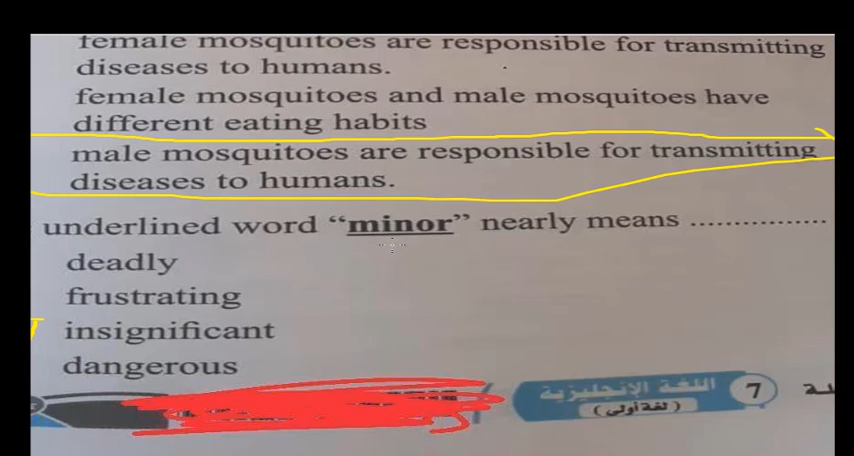 female mosquitoes are responsible for transmitting
diseases to humans.
female mosquitoes and male mosquitoes have
different eating habits
male mosquitoes are responsible for transmitting
diseases to humans.
underlined word “minor” nearly means ................
deadly
frustrating
insignificant
dangerous
اللغة الإنجليزية
(لغة أولى)
7